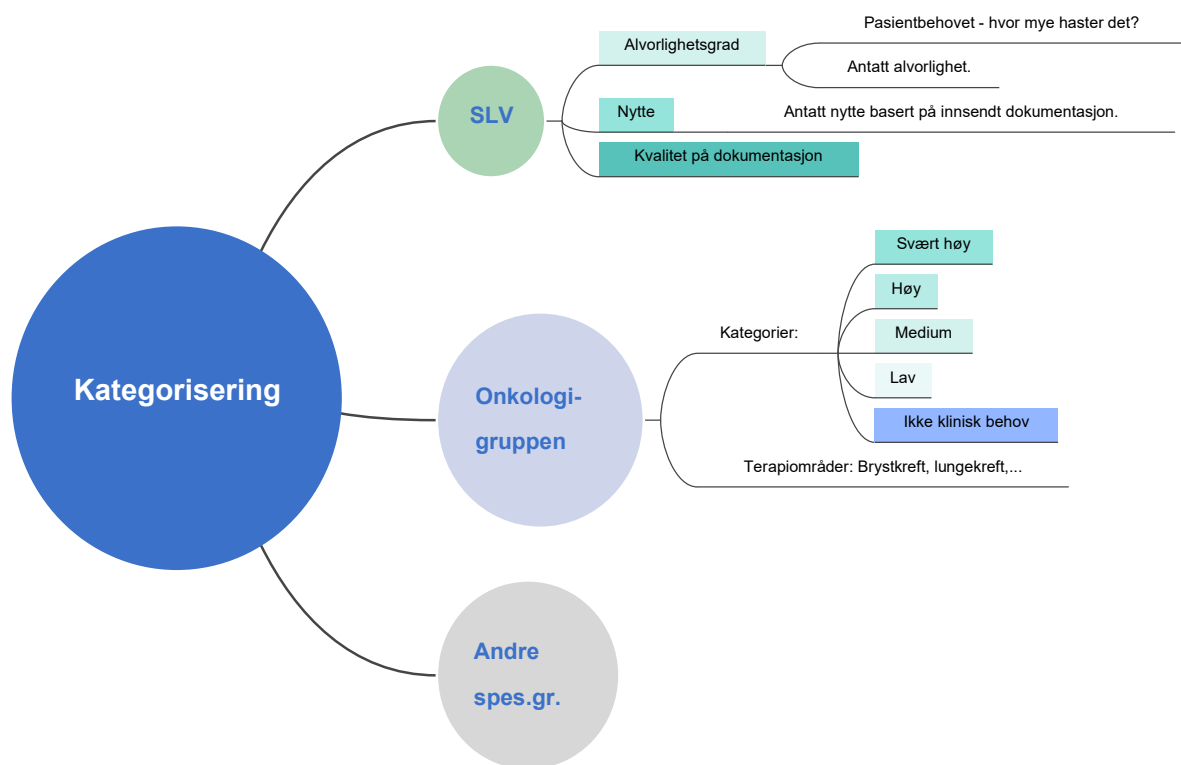 Kategorisering
SLV
Alvorlighetsgrad
Pasientbehovet - hvor mye haster det?
Antatt alvorlighet.
Nytte
Antatt nytte basert på innsendt dokumentasjon.
Kvalitet på dokumentasjon
Onkologi-
gruppen
Kategorier:
Svært høy
Høy
Medium
Lav
Ikke klinisk behov
Terapiområder: Brystkreft, lungekreft,...
Andre
spes.gr.